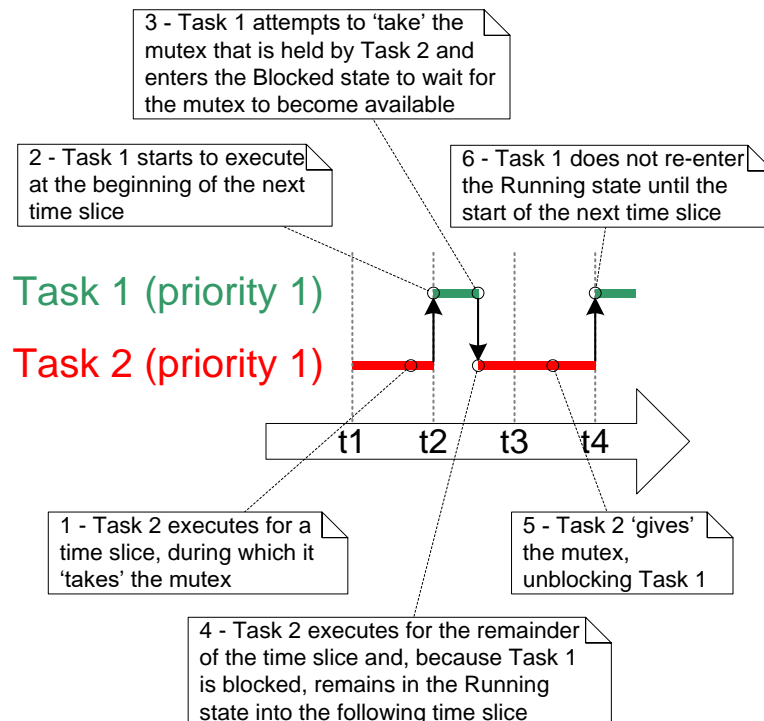 3 - Task 1 attempts to ‘take’ the
mutex that is held by Task 2 and
enters the Blocked state to wait for
the mutex to become available
2 - Task 1 starts to execute
at the beginning of the next
time slice
6 - Task 1 does not re-enter
the Running state until the
start of the next time slice
Task 1 (priority 1)
Task 2 (priority 1)
t1 t2 t3 t4
1 - Task 2 executes for a
time slice, during which it
‘takes’ the mutex
5 - Task 2 ‘gives’
the mutex,
unblocking Task 1
4 - Task 2 executes for the remainder
of the time slice and, because Task 1
is blocked, remains in the Running
state into the following time slice